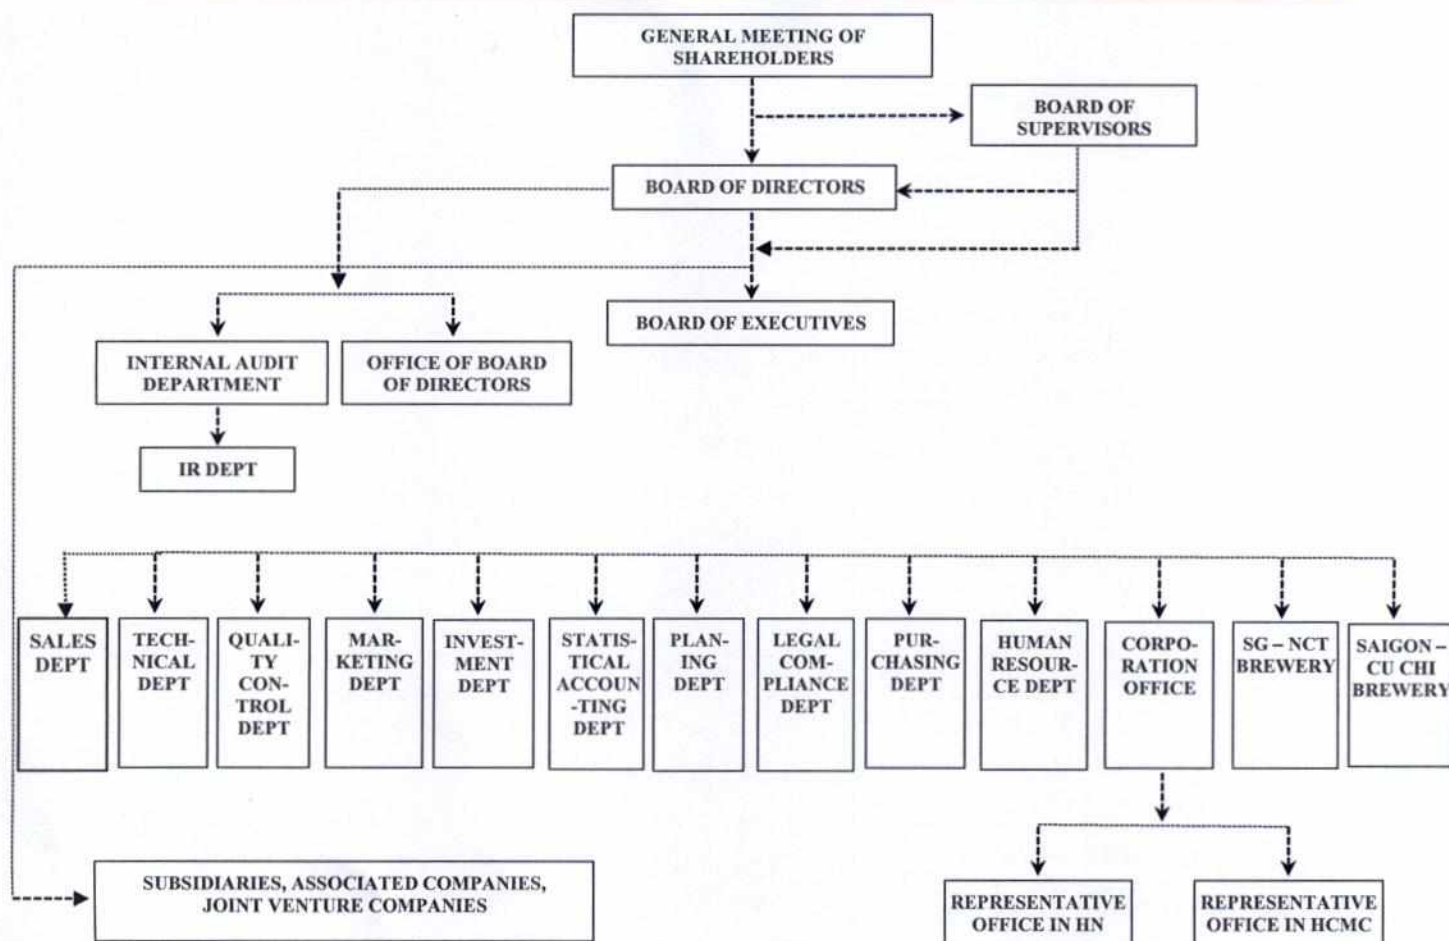 GENERAL MEETING OF
SHAREHOLDERS
BOARD OF
SUPERVISORS
BOARD OF DIRECTORS
BOARD OF EXECUTIVES
INTERNAL AUDIT
DEPARTMENT
OFFICE OF BOARD
OF DIRECTORS
IR DEPT
SALES
DEPT
TECH-
NICAL
DEPT
QUALI-
TY
CON-
TROL
DEPT
MAR-
KETING
DEPT
INVEST-
MENT
DEPT
STATIS-
TICAL
ACCOUN
-TING
DEPT
PLAN-
ING
DEPT
LEGAL
COM-
PLIANCE
DEPT
PUR-
CHASING
DEPT
HUMAN
RESOUR-
CE DEPT
CORPO-
RATION
OFFICE
SG – NCT
BREWERY
SAIGON –
CU CHI
BREWERY
SUBSIDIARIES, ASSOCIATED COMPANIES,
JOINT VENTURE COMPANIES
REPRESENTATIVE
OFFICE IN HN
REPRESENTATIVE
OFFICE IN HCMC